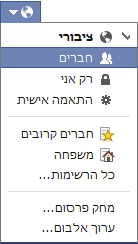 ציבורי
חברים
רק אני
התאמה אישית
חברים קרובים
משפחה
כל הרשימות...
מחק פרסום...
ערוך אלבום...